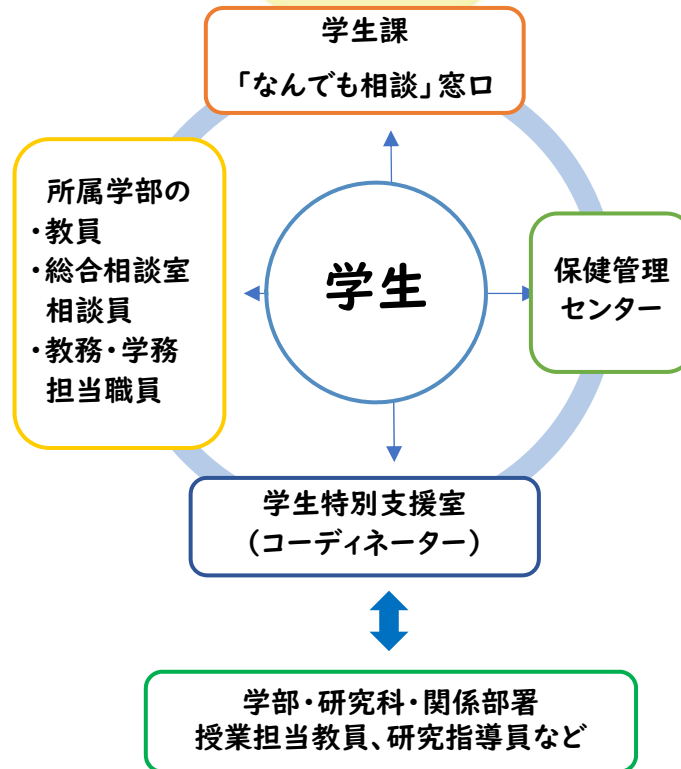 学生課
「なんでも相談」窓口
所属学部の
・教員
・総合相談室
相談員
・教務・学務
担当職員
学生
保健管理
センター
学生特別支援室
(コーディネーター)
学部・研究科・関係部署
授業担当教員、研究指導員など